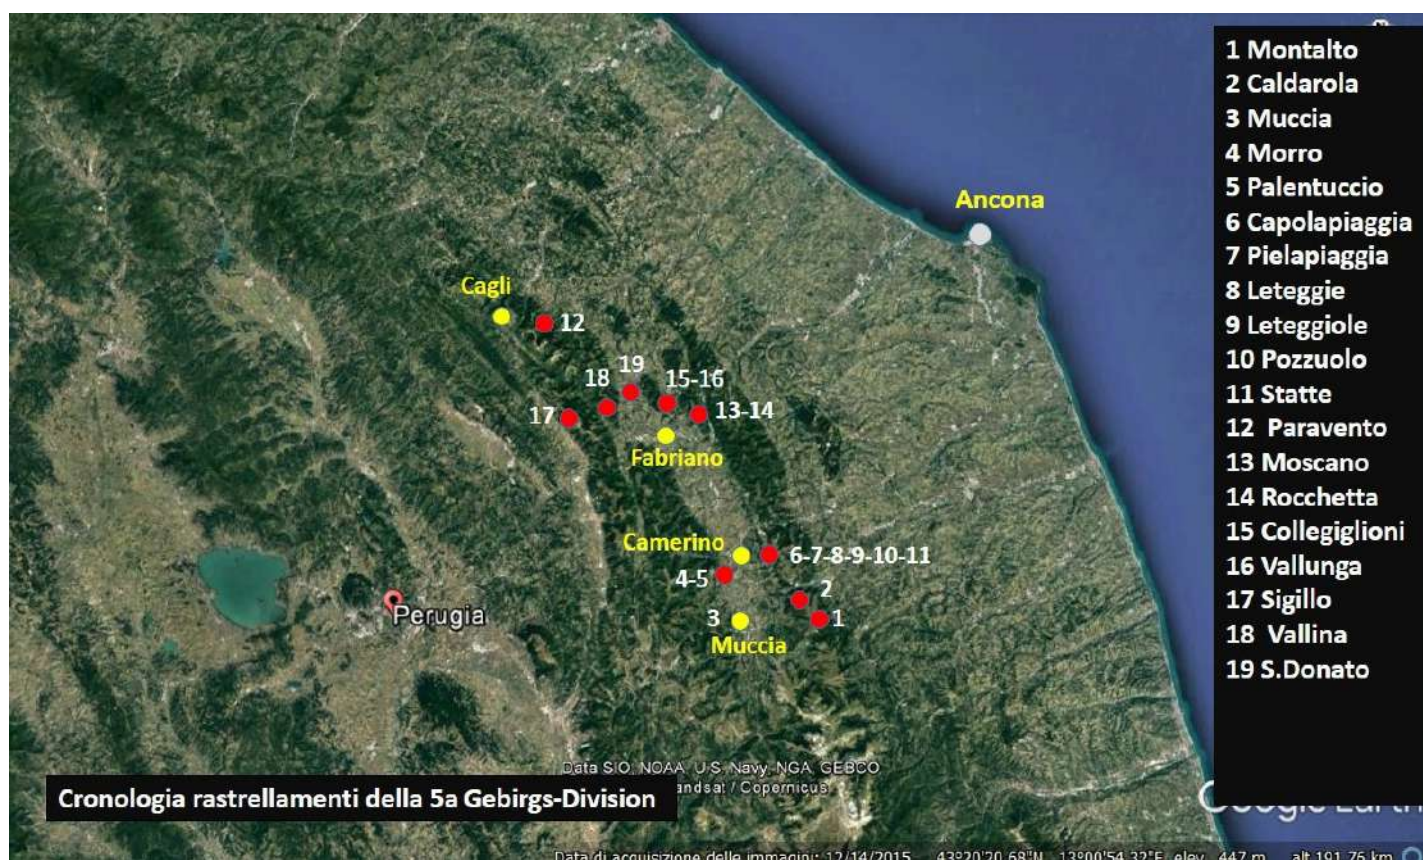 1 Montalto
2 Caldarola
3 Muccia
4 Morro
5 Palentuccio
6 Capolapiaggia
7 Pielapiaggia
8 Leteggie
9 Leteggiole
10 Pozzuolo
11 Statte
12 Paravento
13 Moscano
14 Rocchetta
15 Collegiglioni
16 Vallunga
17 Sigillo
18 Vallina
19 S.Donato
Ancona
Cagli
12
19
18
15-16
17
13-14
Fabriano
Camerino
6-7-8-9-10-11
4-5
2
Perugia
3
1
Muccia
Data SIO, NOAA, U.S. Navy, NGA, GEBCO
andsat / Copernicus
Cronologia rastrellamenti della 5a Gebirgs-Division
Google Earth
Data di acquisizione delle immagini: 12/14/2015 43°20'20.68"N 13°00'54.32"E elev 447 m alt 191.76 km